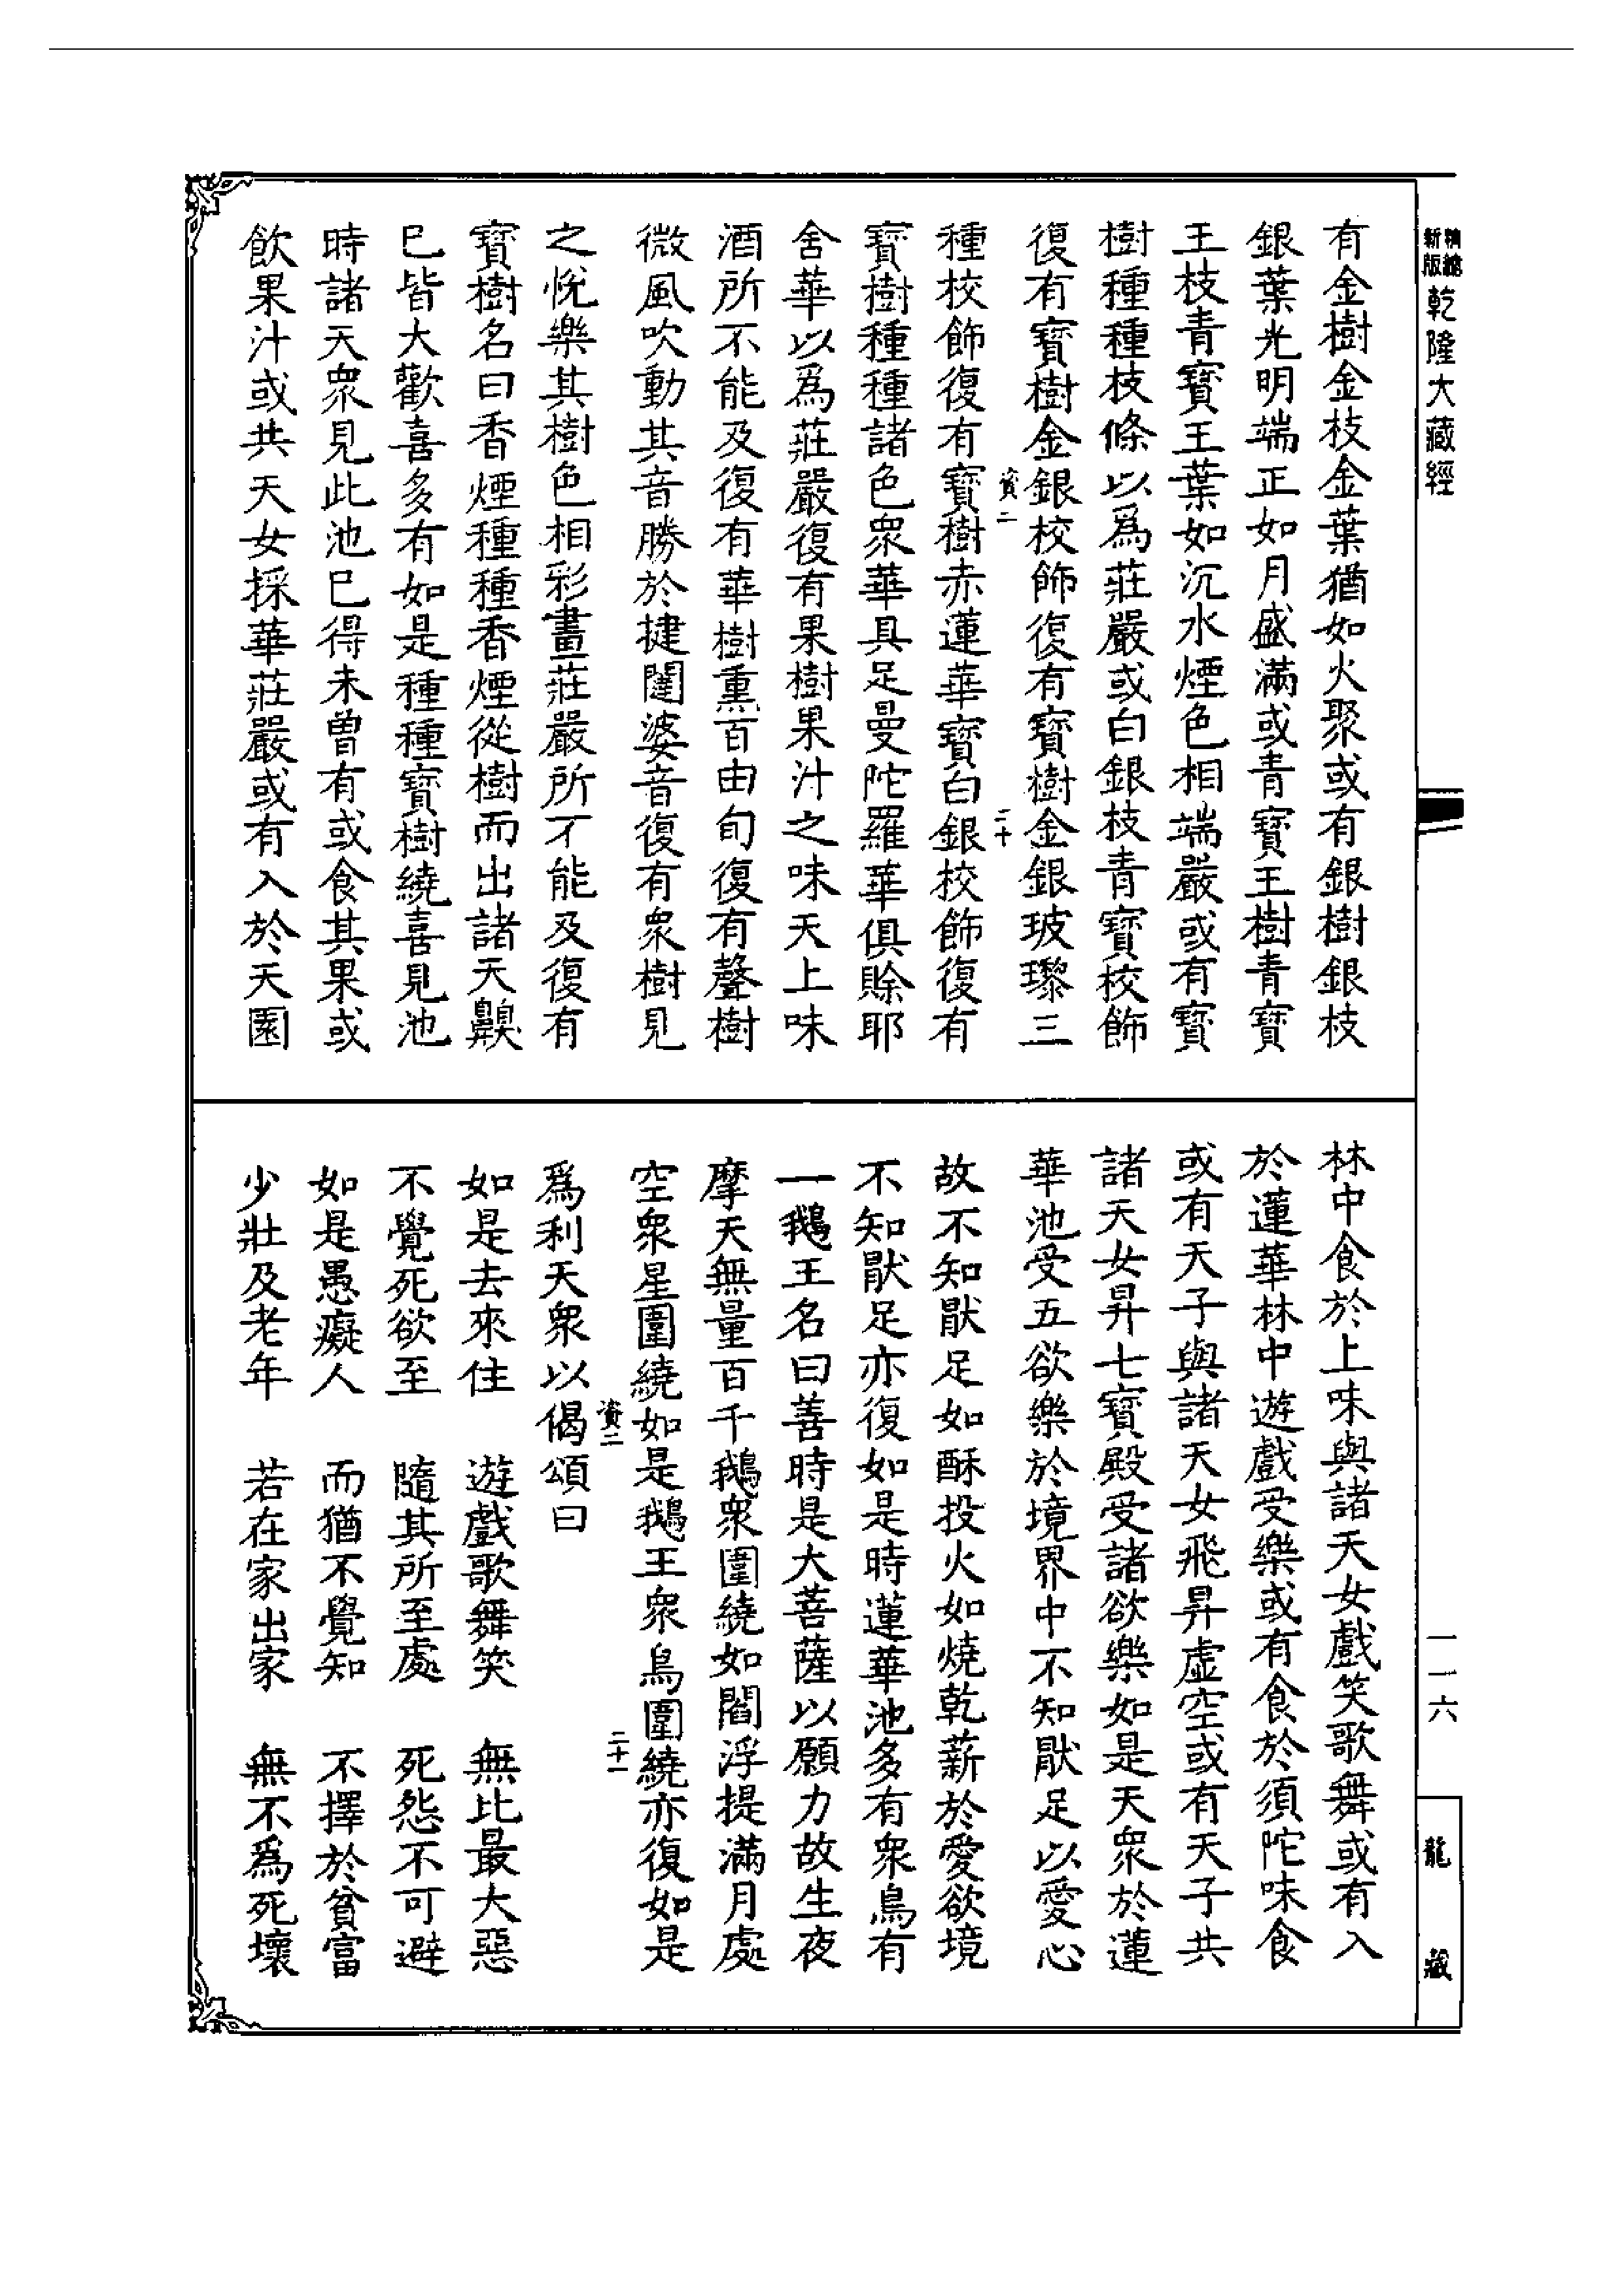 精縮新版乾隆大藏經
一一六
龍藏
有金樹金枝金葉猶如火聚或有銀樹銀枝
銀葉光明端正如月盛滿或青寶王樹青寶
王枝青寶王葉如沉水煙色相端嚴或有寶
樹種種枝條以爲莊嚴或白銀枝青寶校飾
復有寶樹金銀校飾復有寶樹金銀玻瓈三
資二
二十
種校飾復有寶樹赤蓮華寶白銀校飾復有
寶樹種種諸色衆華具足曼陀羅華俱賒耶
舍華以爲莊嚴復有果樹果汁之味天上味
酒所不能及復有華樹熏百由旬復有聲樹
微風吹動其音勝於揵闥婆音復有衆樹見
之悅樂其樹色相彩畫莊嚴所不能及復有
寶樹名曰香煙種種香煙從樹而出諸天齅
巳皆大歡喜多有如是種種寶樹繞喜見池
時諸天衆見此池巳得未曾有或食其果或
飲果汁或共天女採華莊嚴或有入於天園
林中食於上味與諸天女戲笑歌舞或有入
於蓮華林中遊戲受樂或有食於須陀味食
或有天子與諸天女飛昇虛空或有天子共
諸天女昇七寶殿受諸欲樂如是天衆於蓮
華池受五欲樂於境界中不知猒足以愛心
故不知猒足如酥投火如燒乾薪於愛欲境
不知猒足亦復如是時蓮華池多有衆鳥有
一鵝王名曰善時是大菩薩以願力故生夜
摩天無量百千鵝衆圍繞如閻浮提滿月處
空衆星圍繞如是鵝王衆鳥圍繞亦復如是
資二
二十一
爲利天衆以偈頌曰
如是去來住　遊戲歌舞笑　無比最大惡
不覺死欲至　隨其所至處　死怨不可避
如是愚癡人　而猶不覺知　不擇於貧富
少壯及老年　若在家出家　無不爲死壞